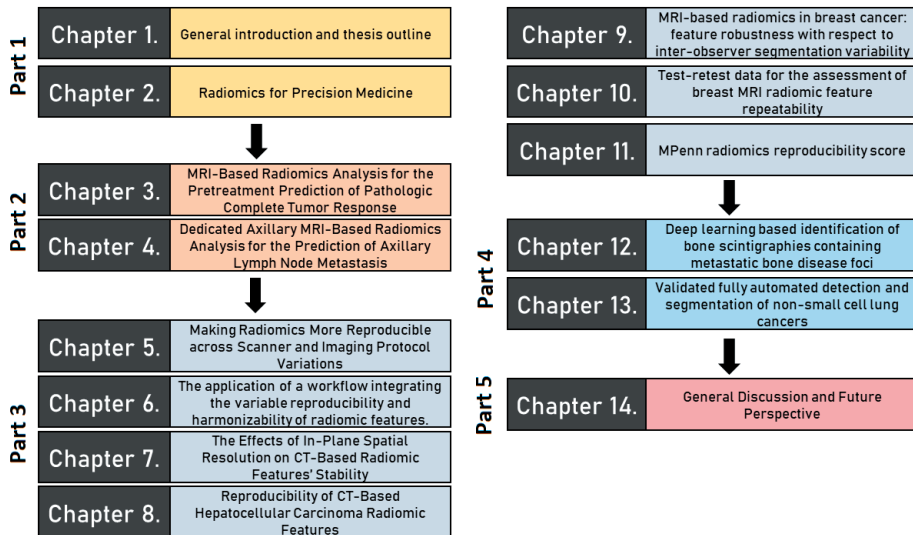 Part 1
Chapter 1.
General introduction and thesis outline
Chapter 2.
Radiomics for Precision Medicine
Part 2
Chapter 3.
MRI-Based Radiomics Analysis for the
Pretreatment Prediction of Pathologic
Complete Tumor Response
Chapter 4.
Dedicated Axillary MRI-Based Radiomics
Analysis for the Prediction of Axillary
Lymph Node Metastasis
Part 3
Chapter 5.
Making Radiomics More Reproducible
across Scanner and Imaging Protocol
Variations
Chapter 6.
The application of a workflow integrating
the variable reproducibility and
harmonizability of radiomic features.
Chapter 7.
The Effects of In-Plane Spatial
Resolution on CT-Based Radiomic
Features' Stability
Chapter 8.
Reproducibility of CT-Based
Hepatocellular Carcinoma Radiomic
Features
Chapter 9.
MRI-based radiomics in breast cancer:
feature robustness with respect to
inter-observer segmentation variability
Chapter 10.
Test-retest data for the assessment of
breast MRI radiomic feature
repeatability
Chapter 11.
MPenn radiomics reproducibility score
Part 4
Chapter 12.
Deep learning based identification of
bone scintigraphies containing
metastatic bone disease foci
Chapter 13.
Validated fully automated detection and
segmentation of non-small cell lung
cancers
Part 5
Chapter 14.
General Discussion and Future
Perspective